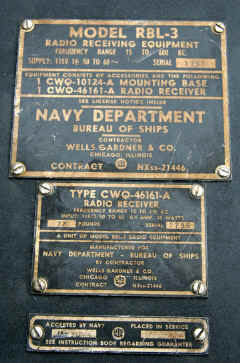 MODEL RBL-3
RADIO RECEIVING EQUIPMENT
FREQUENCY RANGE 15 TO 600 KC.
SUPPLY: 115V 50 TO 60~ SERIAL
EQUIPMENT CONSISTS OF ACCESSORIES AND THE FOLLOWING
1 CWQ-10124-A MOUNTING BASE
1 CWQ-46161-A RADIO RECEIVER
SEE LICENSE NOTICE INSIDE
NAVY DEPARTMENT
BUREAU OF SHIPS
CONTRACTOR
WELLS-GARDNER & CO.
CHICAGO, ILLINOIS
CONTRACT NXss-21446
TYPE CWQ-46161-A
RADIO RECEIVER
FREQUENCY RANGE 15 TO 600 KC
POUNDS SERIAL
A UNIT OF MODEL RBL-3 RADIO EQUIPMENT
MANUFACTURED FOR
NAVY DEPARTMENT - BUREAU OF SHIPS
BY CONTRACTOR
WELLS-GARDNER & CO.
CHICAGO ILLINOIS
CONTRACT NXss-21446
ACCEPTED BY NAVY PLACED IN SERVICE
SEE INSTRUCTION BOOK REGARDING GUARANTEE